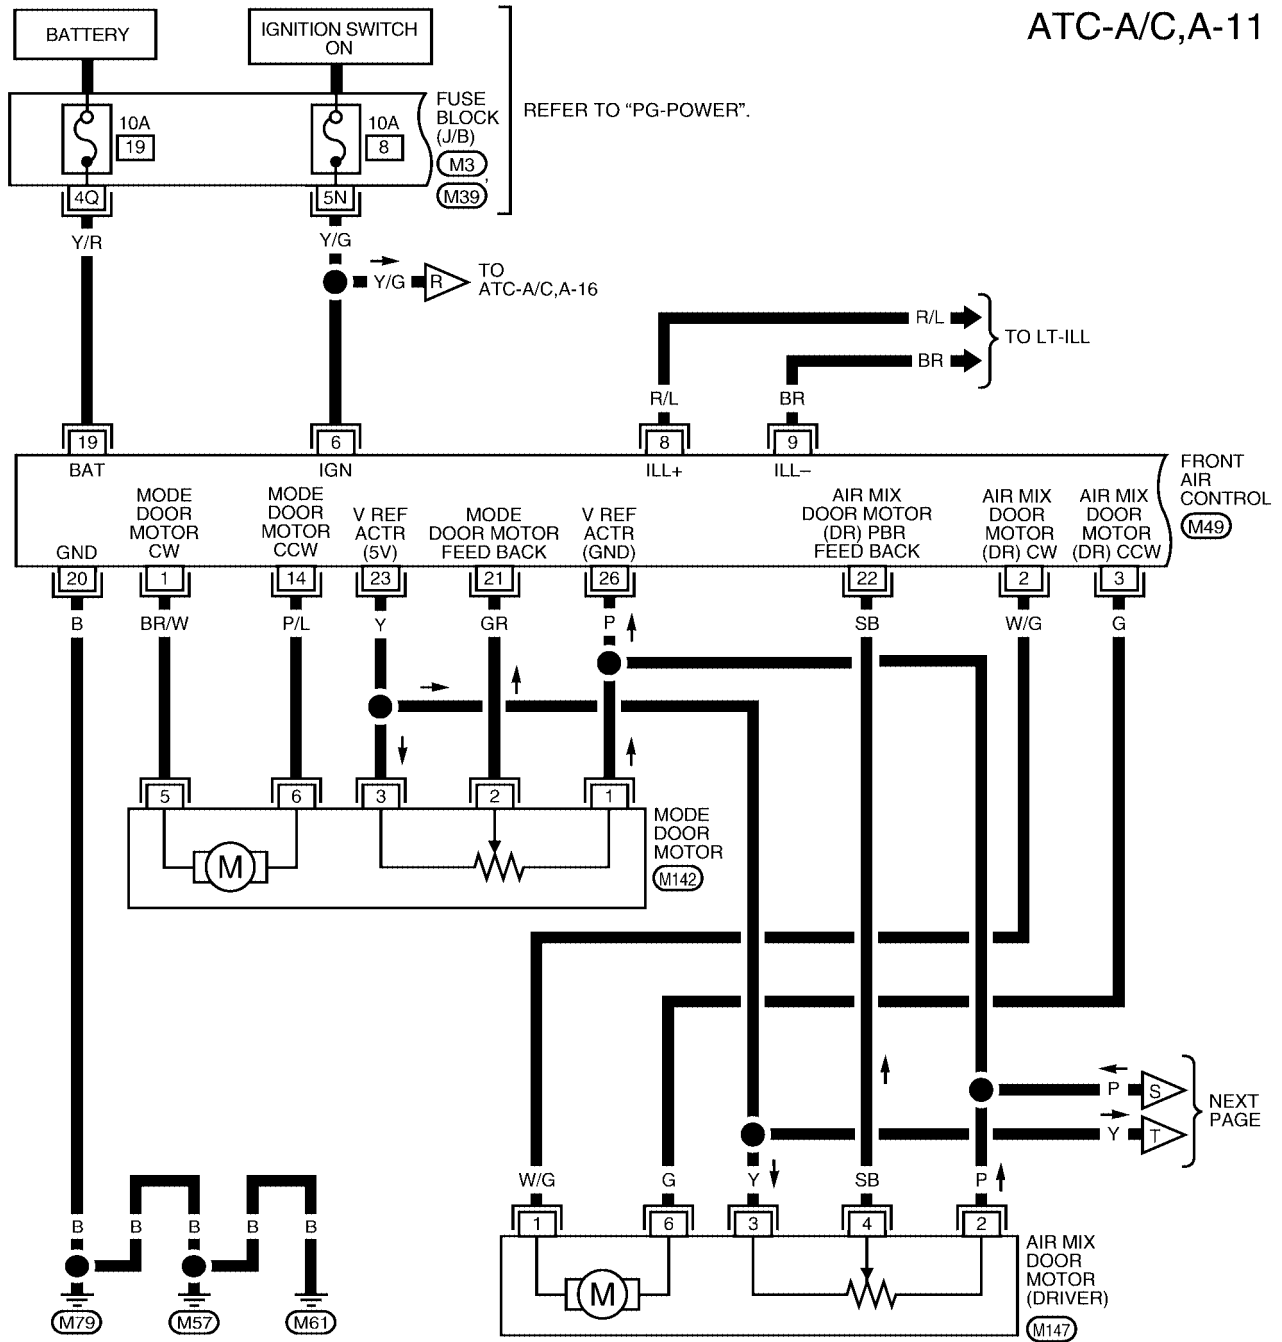 ATC-A/C,A-11
BATTERY
IGNITION SWITCH
ON
10A
19
10A
8
FUSE
BLOCK
(J/B)
M3
,
M39
REFER TO “PG-POWER”.
4Q
5N
Y/R
Y/G
Y/G
R
TO
ATC-A/C,A-16
R/L
BR
TO LT-ILL
R/L
BR
19
6
8
9
BAT
IGN
ILL+
ILL–
FRONT
AIR
CONTROL
M49
GND
MODE
DOOR
MOTOR
CW
MODE
DOOR
MOTOR
CCW
V REF
ACTR
(5V)
MODE
DOOR MOTOR
FEED BACK
V REF
ACTR
(GND)
AIR MIX
DOOR MOTOR
(DR) PBR
FEED BACK
AIR MIX
DOOR
MOTOR
(DR) CW
AIR MIX
DOOR
MOTOR
(DR) CCW
20
1
14
23
21
26
22
2
3
B
BR/W
P/L
Y
GR
P
SB
W/G
G
5
6
3
2
1
M
MODE
DOOR
MOTOR
M142
P
S
Y
T
NEXT
PAGE
W/G
G
Y
SB
P
1
6
3
4
2
M
AIR MIX
DOOR
MOTOR
(DRIVER)
M147
B
B
B
B
B
M79
M57
M61